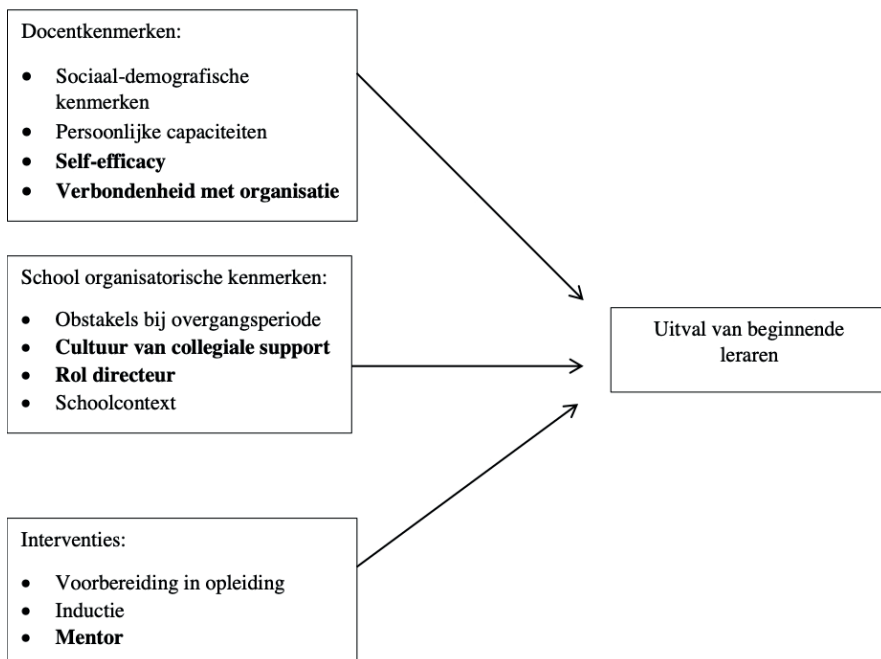 Docentkenmerken:
• Sociaal-demografische
kenmerken
• Persoonlijke capaciteiten
• Self-efficacy
• Verbondenheid met organisatie
School organisatorische kenmerken:
• Obstakels bij overgangsperiode
• Cultuur van collegiale support
• Rol directeur
• Schoolcontext
Uitval van beginnende
leraren
Interventies:
• Voorbereiding in opleiding
• Inductie
• Mentor